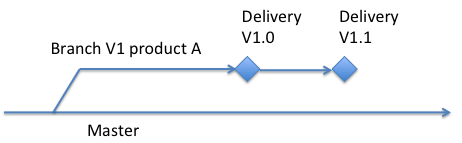 Delivery
V1.0
Delivery
V1.1
Branch V1 product A
Master